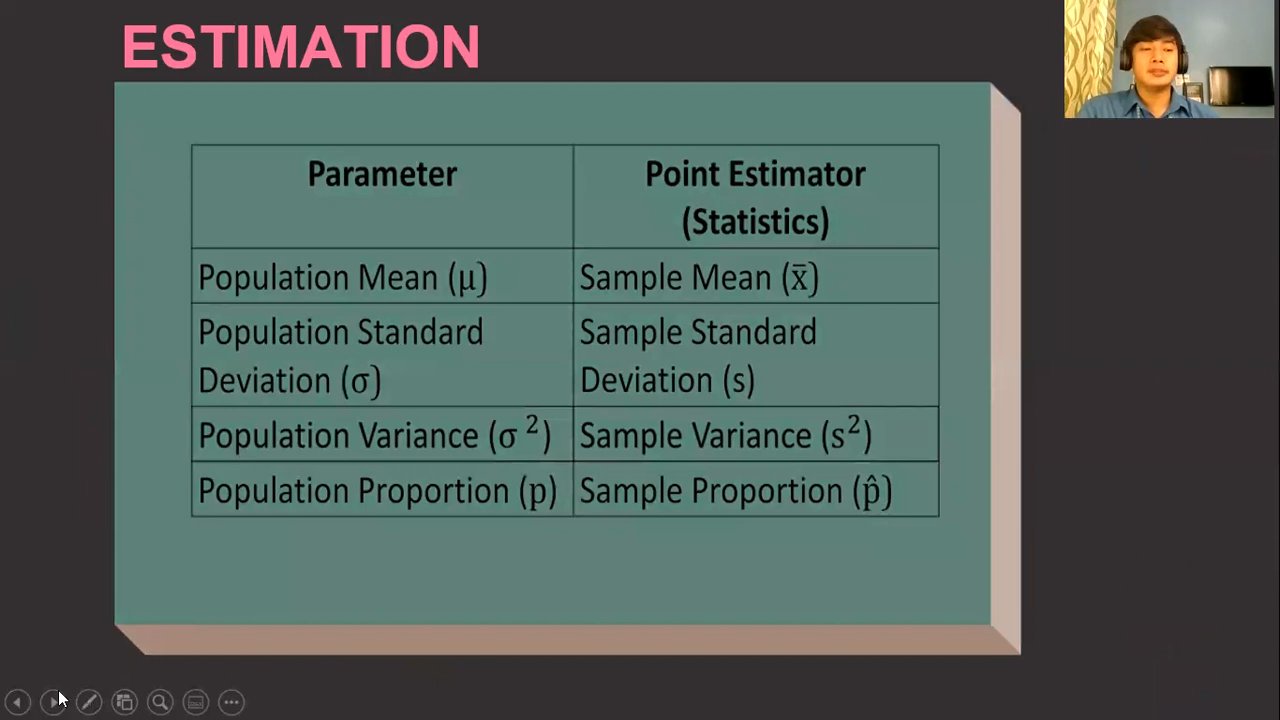 ESTIMATION
Parameter
Point Estimator
(Statistics)
Population Mean (μ)
Sample Mean (x̄)
Population Standard
Deviation (σ)
Sample Standard
Deviation (s)
Population Variance (σ ²)
Sample Variance (s²)
Population Proportion (p)
Sample Proportion (p̂)